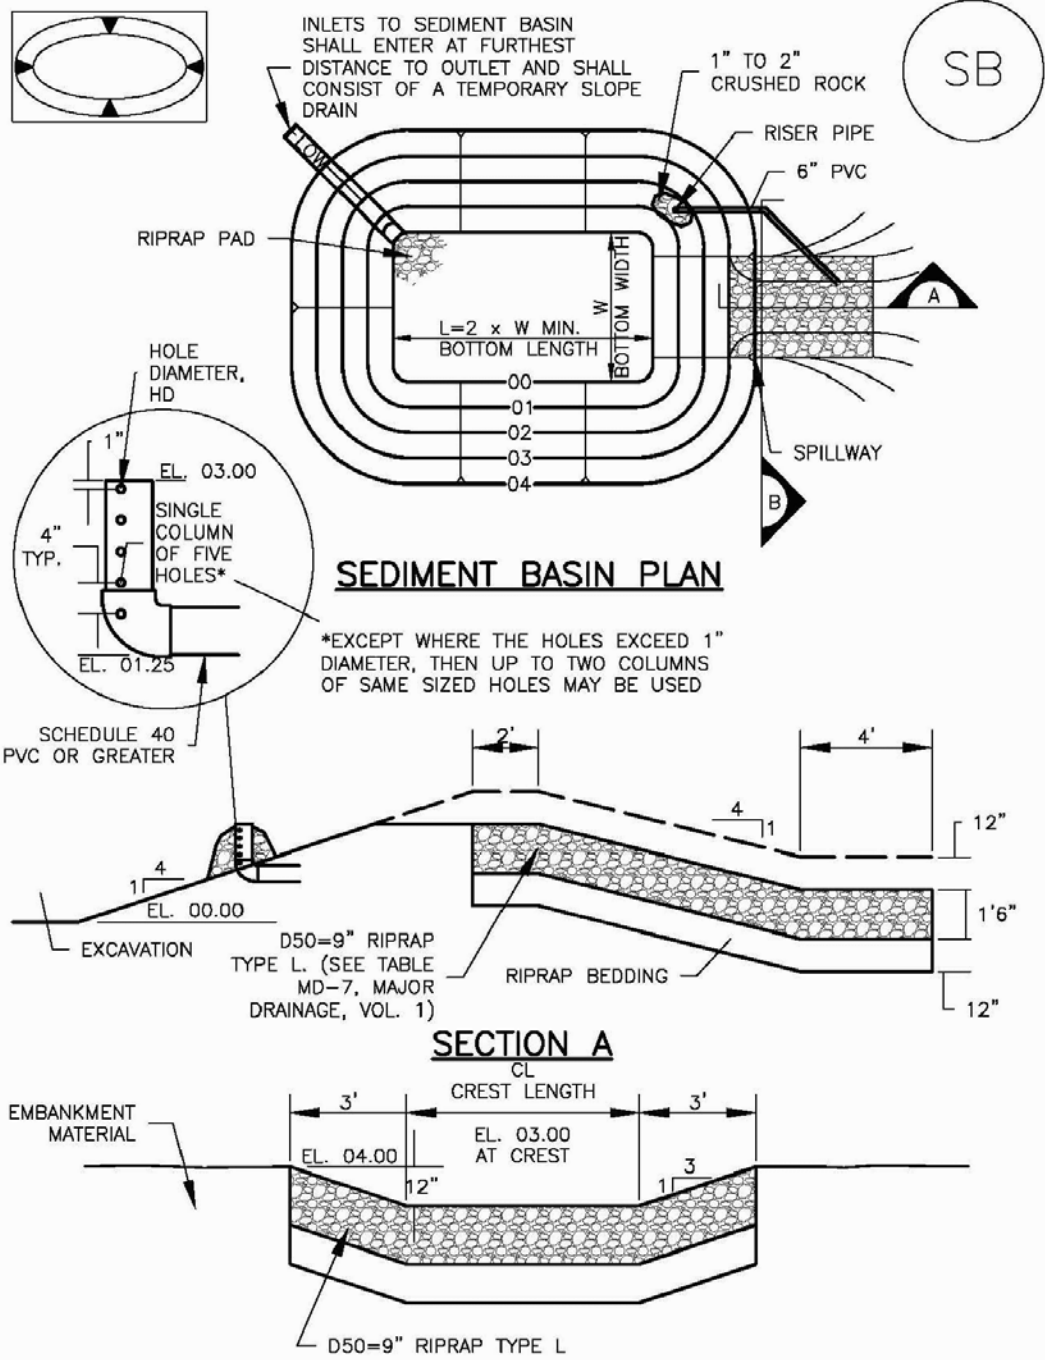 INLETS TO SEDIMENT BASIN
SHALL ENTER AT FURTHEST
DISTANCE TO OUTLET AND SHALL
CONSIST OF A TEMPORARY SLOPE
DRAIN
1" TO 2"
CRUSHED ROCK
SB
RISER PIPE
6" PVC
FLOW
RIPRAP PAD
A
W
BOTTOM WIDTH
L=2 x W MIN.
BOTTOM LENGTH
00
01
02
03
04
SPILLWAY
B
HOLE
DIAMETER,
HD
1"
EL. 03.00
4"
TYP.
SINGLE
COLUMN
OF FIVE
HOLES*
EL. 01.25
SEDIMENT BASIN PLAN
*EXCEPT WHERE THE HOLES EXCEED 1"
DIAMETER, THEN UP TO TWO COLUMNS
OF SAME SIZED HOLES MAY BE USED
SCHEDULE 40
PVC OR GREATER
2'
4'
4
1
12"
4
1
EL. 00.00
1'6"
EXCAVATION
D50=9" RIPRAP
TYPE L. (SEE TABLE
MD-7, MAJOR
DRAINAGE, VOL. 1)
RIPRAP BEDDING
12"
SECTION A
CL
CREST LENGTH
EMBANKMENT
MATERIAL
3'
3'
EL. 03.00
AT CREST
EL. 04.00
12"
3
1
D50=9" RIPRAP TYPE L